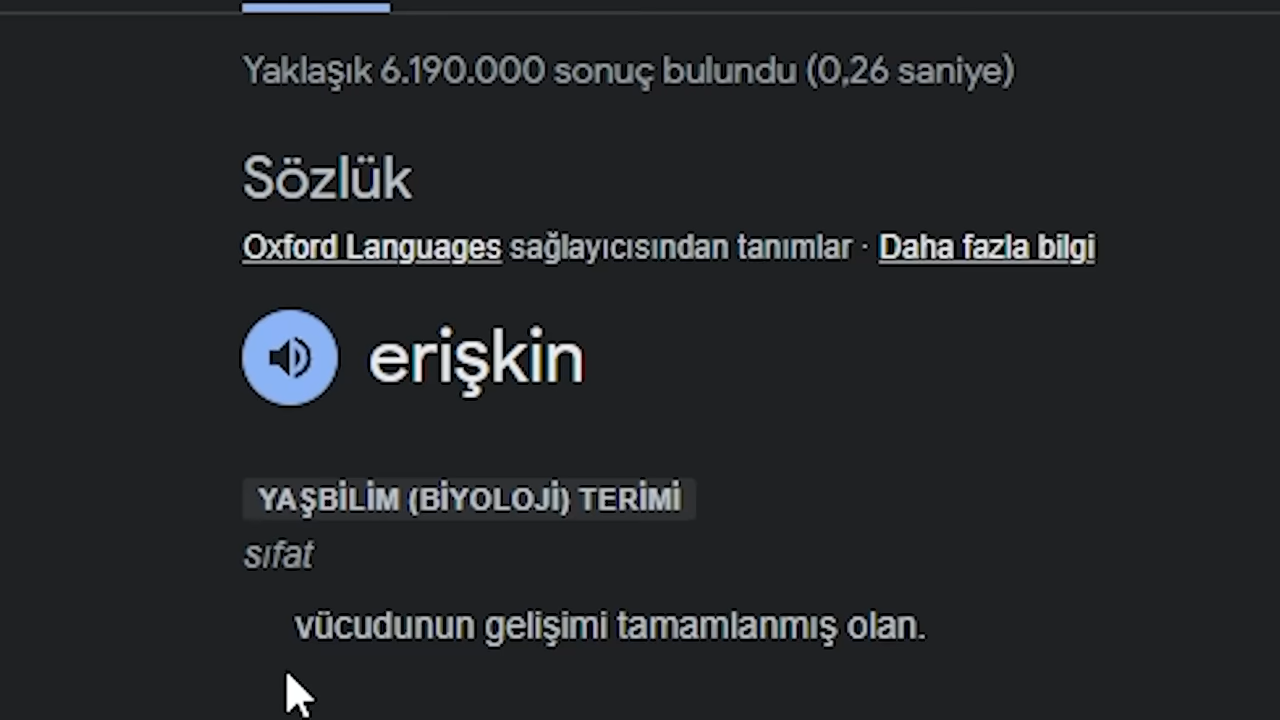 Yaklaşık 6.190.000 sonuç bulundu (0,26 saniye)
Sözlük
Oxford Languages sağlayıcısından tanımlar · Daha fazla bilgi
erişkin
YAŞBİLİM (BİYOLOJİ) TERİMİ
sıfat
vücudunun gelişimi tamamlanmış olan.